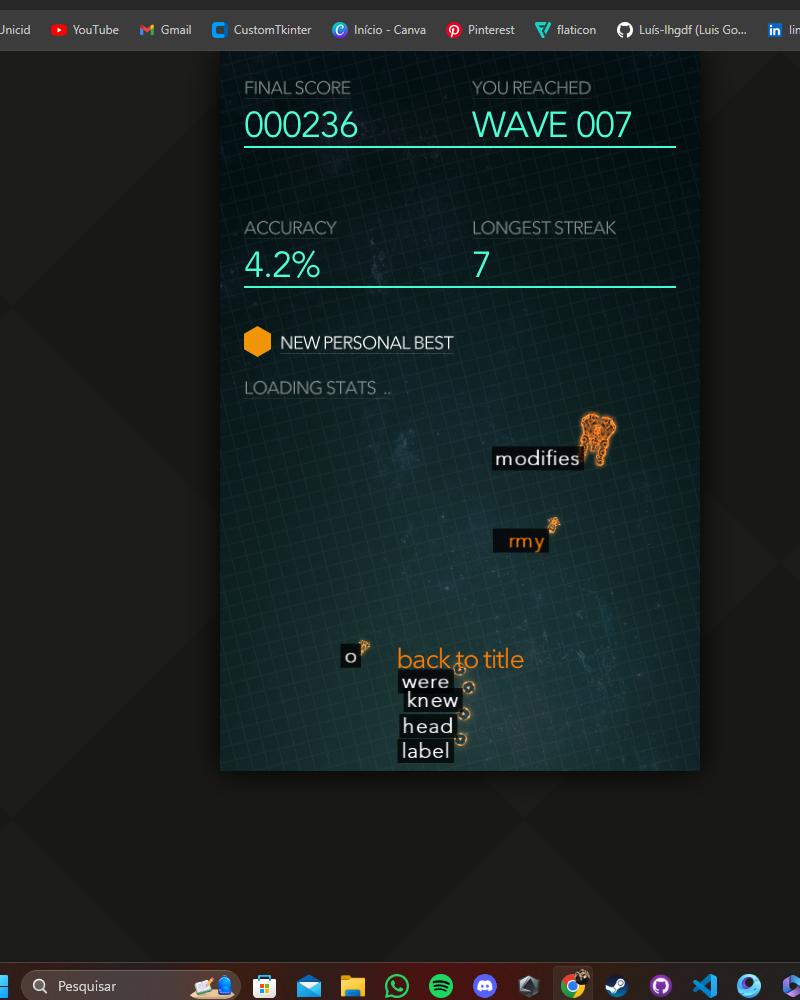 Unicid YouTube Gmail CustomTkinter Início - Canva Pinterest flaticon Luís-lhgdf (Luis Go... lin
FINAL SCORE YOU REACHED
000236 WAVE 007
ACCURACY LONGEST STREAK
4.2% 7
NEW PERSONAL BEST
LOADING STATS ..
modifies
rmy
o back to title
were
knew
head
label
Pesquisar